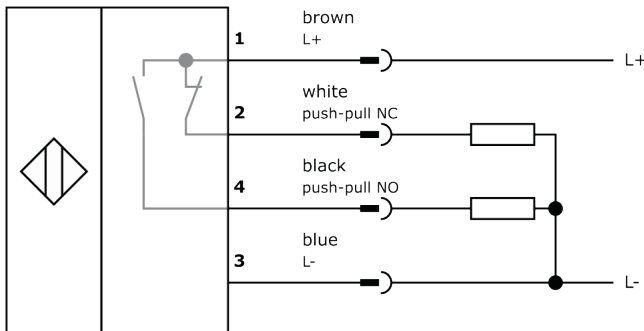 brown
1
L+
L+
white
2
push-pull NC
black
4
push-pull NO
blue
3
L-
L-